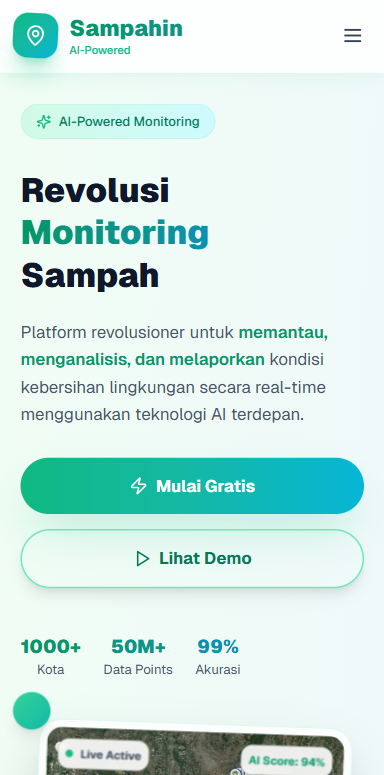 Sampahin
AI-Powered
AI-Powered Monitoring
Revolusi
Monitoring
Sampah
Platform revolusioner untuk memantau,
menganalisis, dan melaporkan kondisi
kebersihan lingkungan secara real-time
menggunakan teknologi AI terdepan.
Mulai Gratis
Lihat Demo
1000+ 50M+ 99%
Kota Data Points Akurasi
Live Active
AI Score: 94%